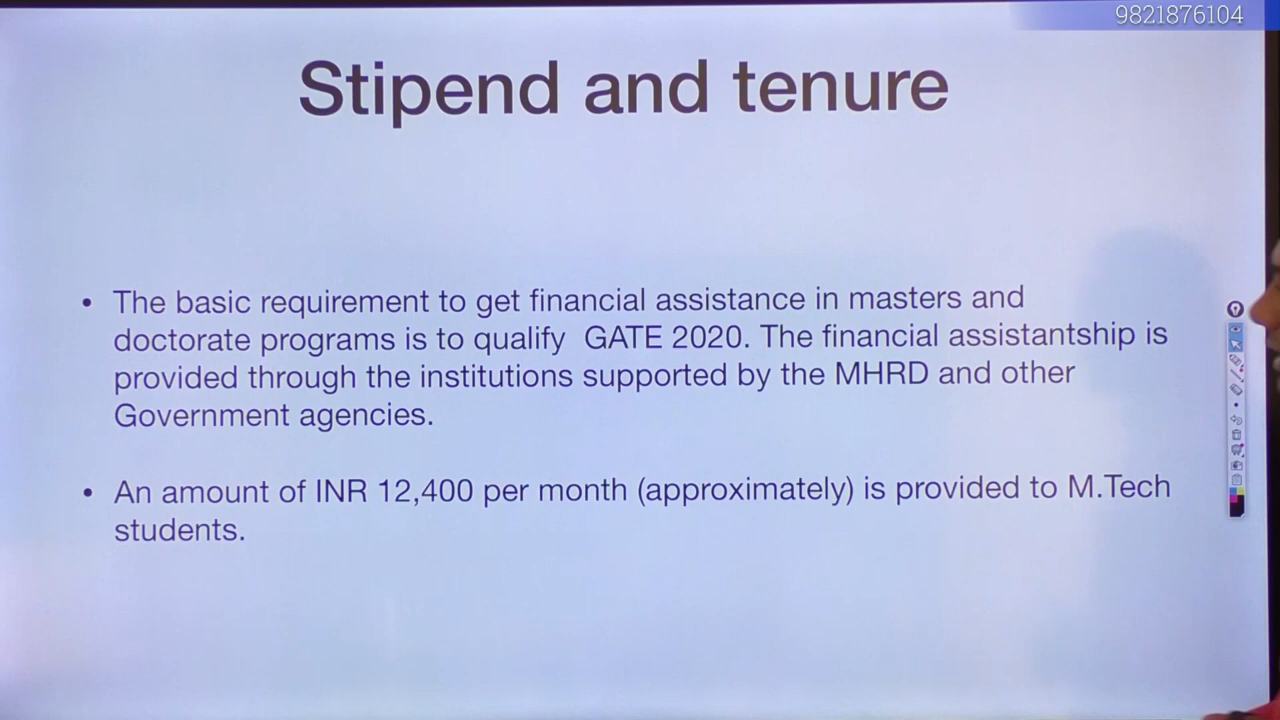 9821876104
Stipend and tenure
• The basic requirement to get financial assistance in masters and
doctorate programs is to qualify GATE 2020. The financial assistantship is
provided through the institutions supported by the MHRD and other
Government agencies.
• An amount of INR 12,400 per month (approximately) is provided to M.Tech
students.